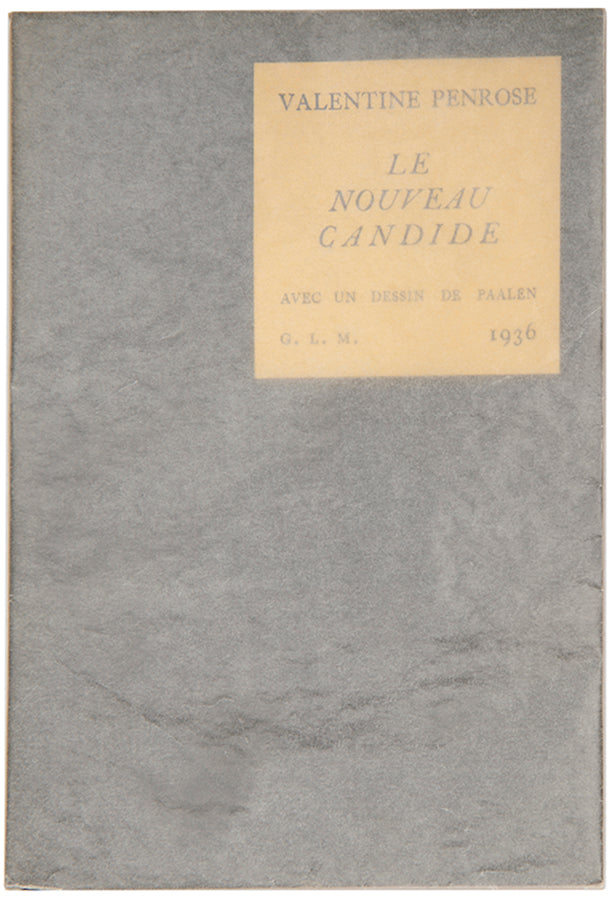 VALENTINE PENROSE
LE
NOUVEAU
CANDIDE
AVEC UN DESSIN DE PAALEN
G. L. M. 1936